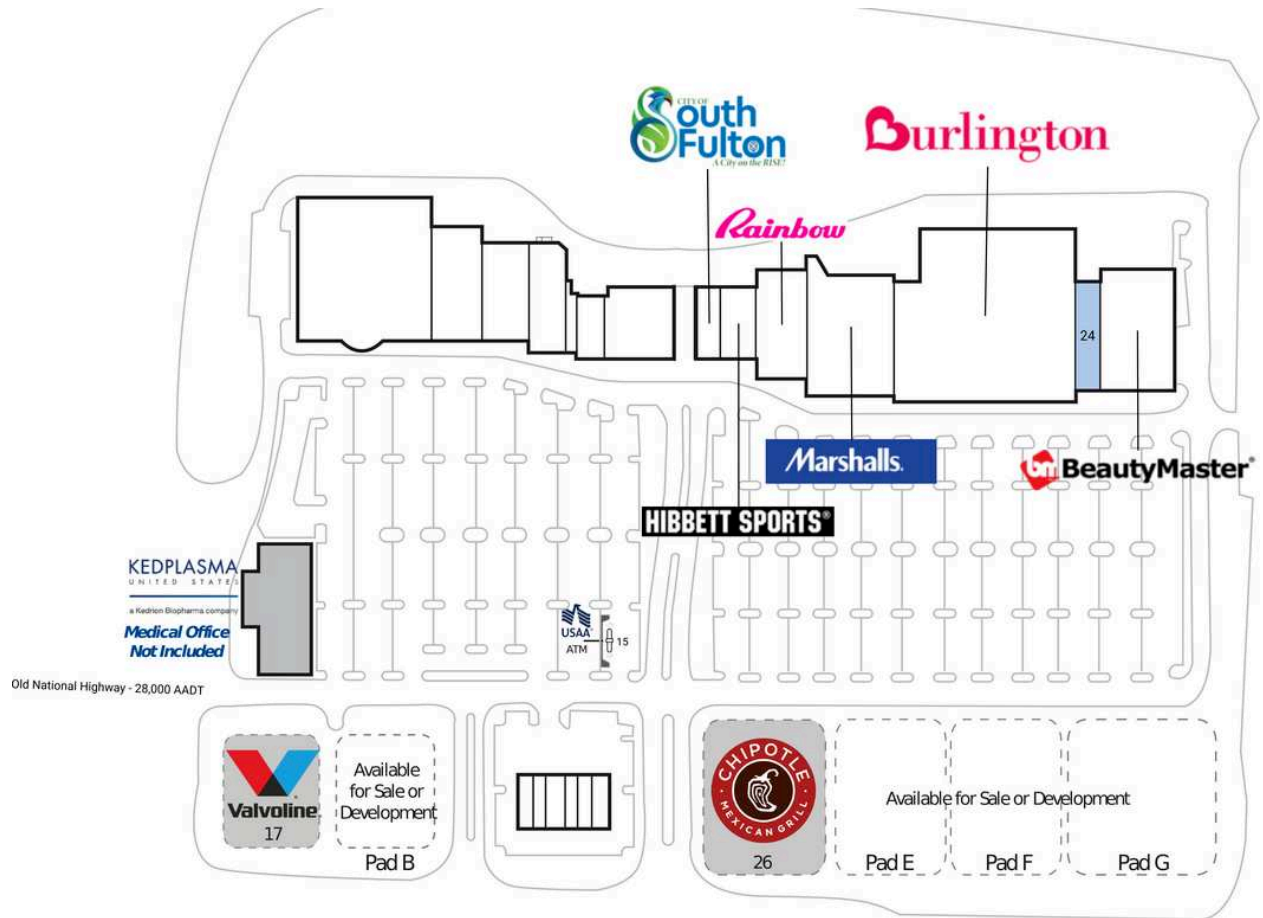 CITY OF
South
Fulton
A City on the RISE!
Burlington
Rainbow
24
Marshalls.
bm BeautyMaster®
HIBBETT SPORTS®
KEDPLASMA
UNITED STATES
a Kedrion Biopharma company
Medical Office
Not Included
USAA®
ATM
15
Old National Highway - 28,000 AADT
Valvoline
17
Available
for Sale or
Development
Pad B
CHIPOTLE
MEXICAN GRILL
26
Available for Sale or Development
Pad E
Pad F
Pad G